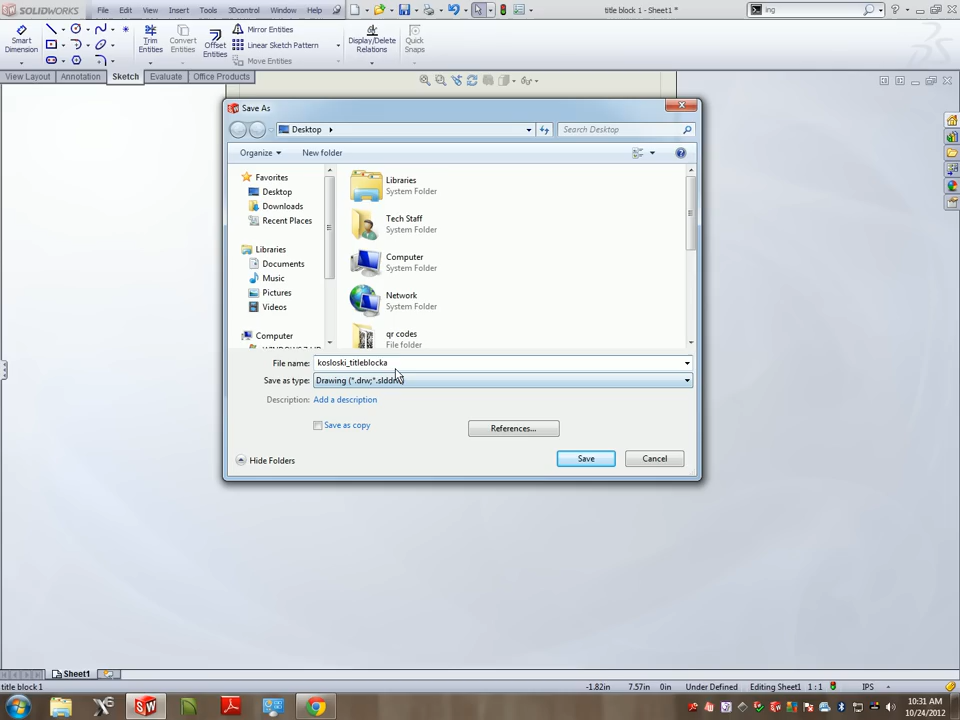 SOLIDWORKS File Edit View Insert Tools 3Dcontrol Window Help title block 1 - Sheet1 * ing
Smart Dimension
Trim Entities
Convert Entities
Offset Entities
Mirror Entities
Linear Sketch Pattern
Move Entities
Display/Delete Relations
Quick Snaps
View Layout Annotation Sketch Evaluate Office Products
Save As
Desktop Search Desktop
Organize New folder
Favorites
Desktop
Downloads
Recent Places
Libraries
Documents
Music
Pictures
Videos
Computer
Libraries
System Folder
Tech Staff
System Folder
Computer
System Folder
Network
System Folder
qr codes
File folder
File name: kosloski_titleblocka
Save as type: Drawing (*.drw;*.slddrw)
Description: Add a description
Save as copy References...
Hide Folders Save Cancel
Sheet1
title block 1 -1.82in 7.57in 0in Under Defined Editing Sheet1 1 : 1 IPS
10:31 AM
10/24/2012